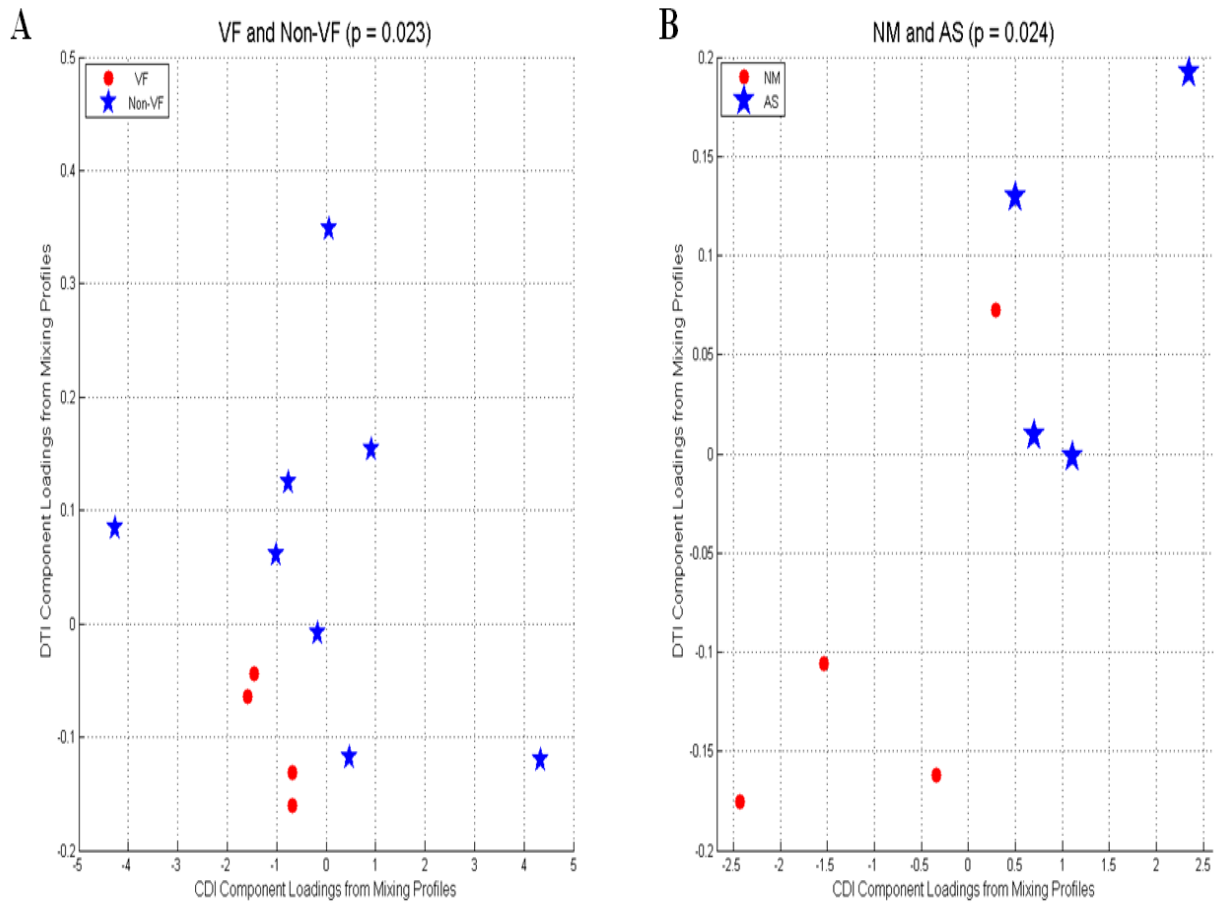 A
VF and Non-VF (p = 0.023)
VF
Non-VF
0.5
0.4
0.3
0.2
0.1
0
-0.1
-0.2
-5 -4 -3 -2 -1 0 1 2 3 4 5
DTI Component Loadings from Mixing Profiles
CDI Component Loadings from Mixing Profiles
B
NM and AS (p = 0.024)
NM
AS
0.2
0.15
0.1
0.05
0
-0.05
-0.1
-0.15
-0.2
-2.5 -2 -1.5 -1 -0.5 0 0.5 1 1.5 2 2.5
DTI Component Loadings from Mixing Profiles
CDI Component Loadings from Mixing Profiles